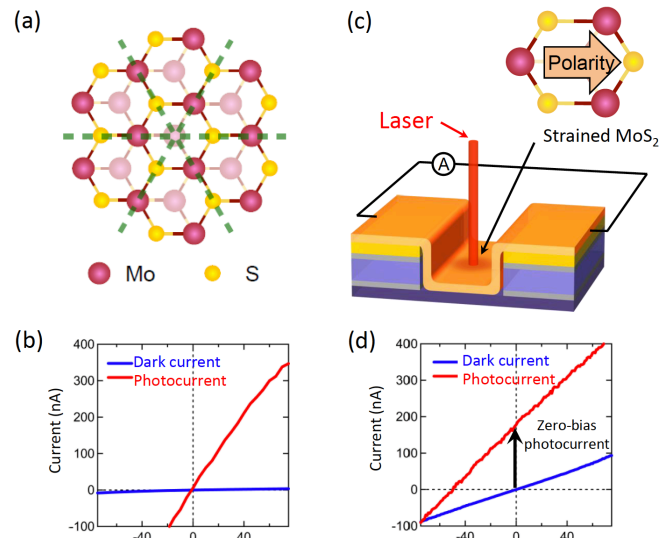 (a)
Mo
S
(c)
Polarity
Laser
Strained MoS₂
A
(b)
400
300
200
100
0
-100
Current (nA)
Dark current
Photocurrent
-40
0
40
(d)
400
300
200
100
0
-100
Current (nA)
Dark current
Photocurrent
Zero-bias
photocurrent
-40
0
40